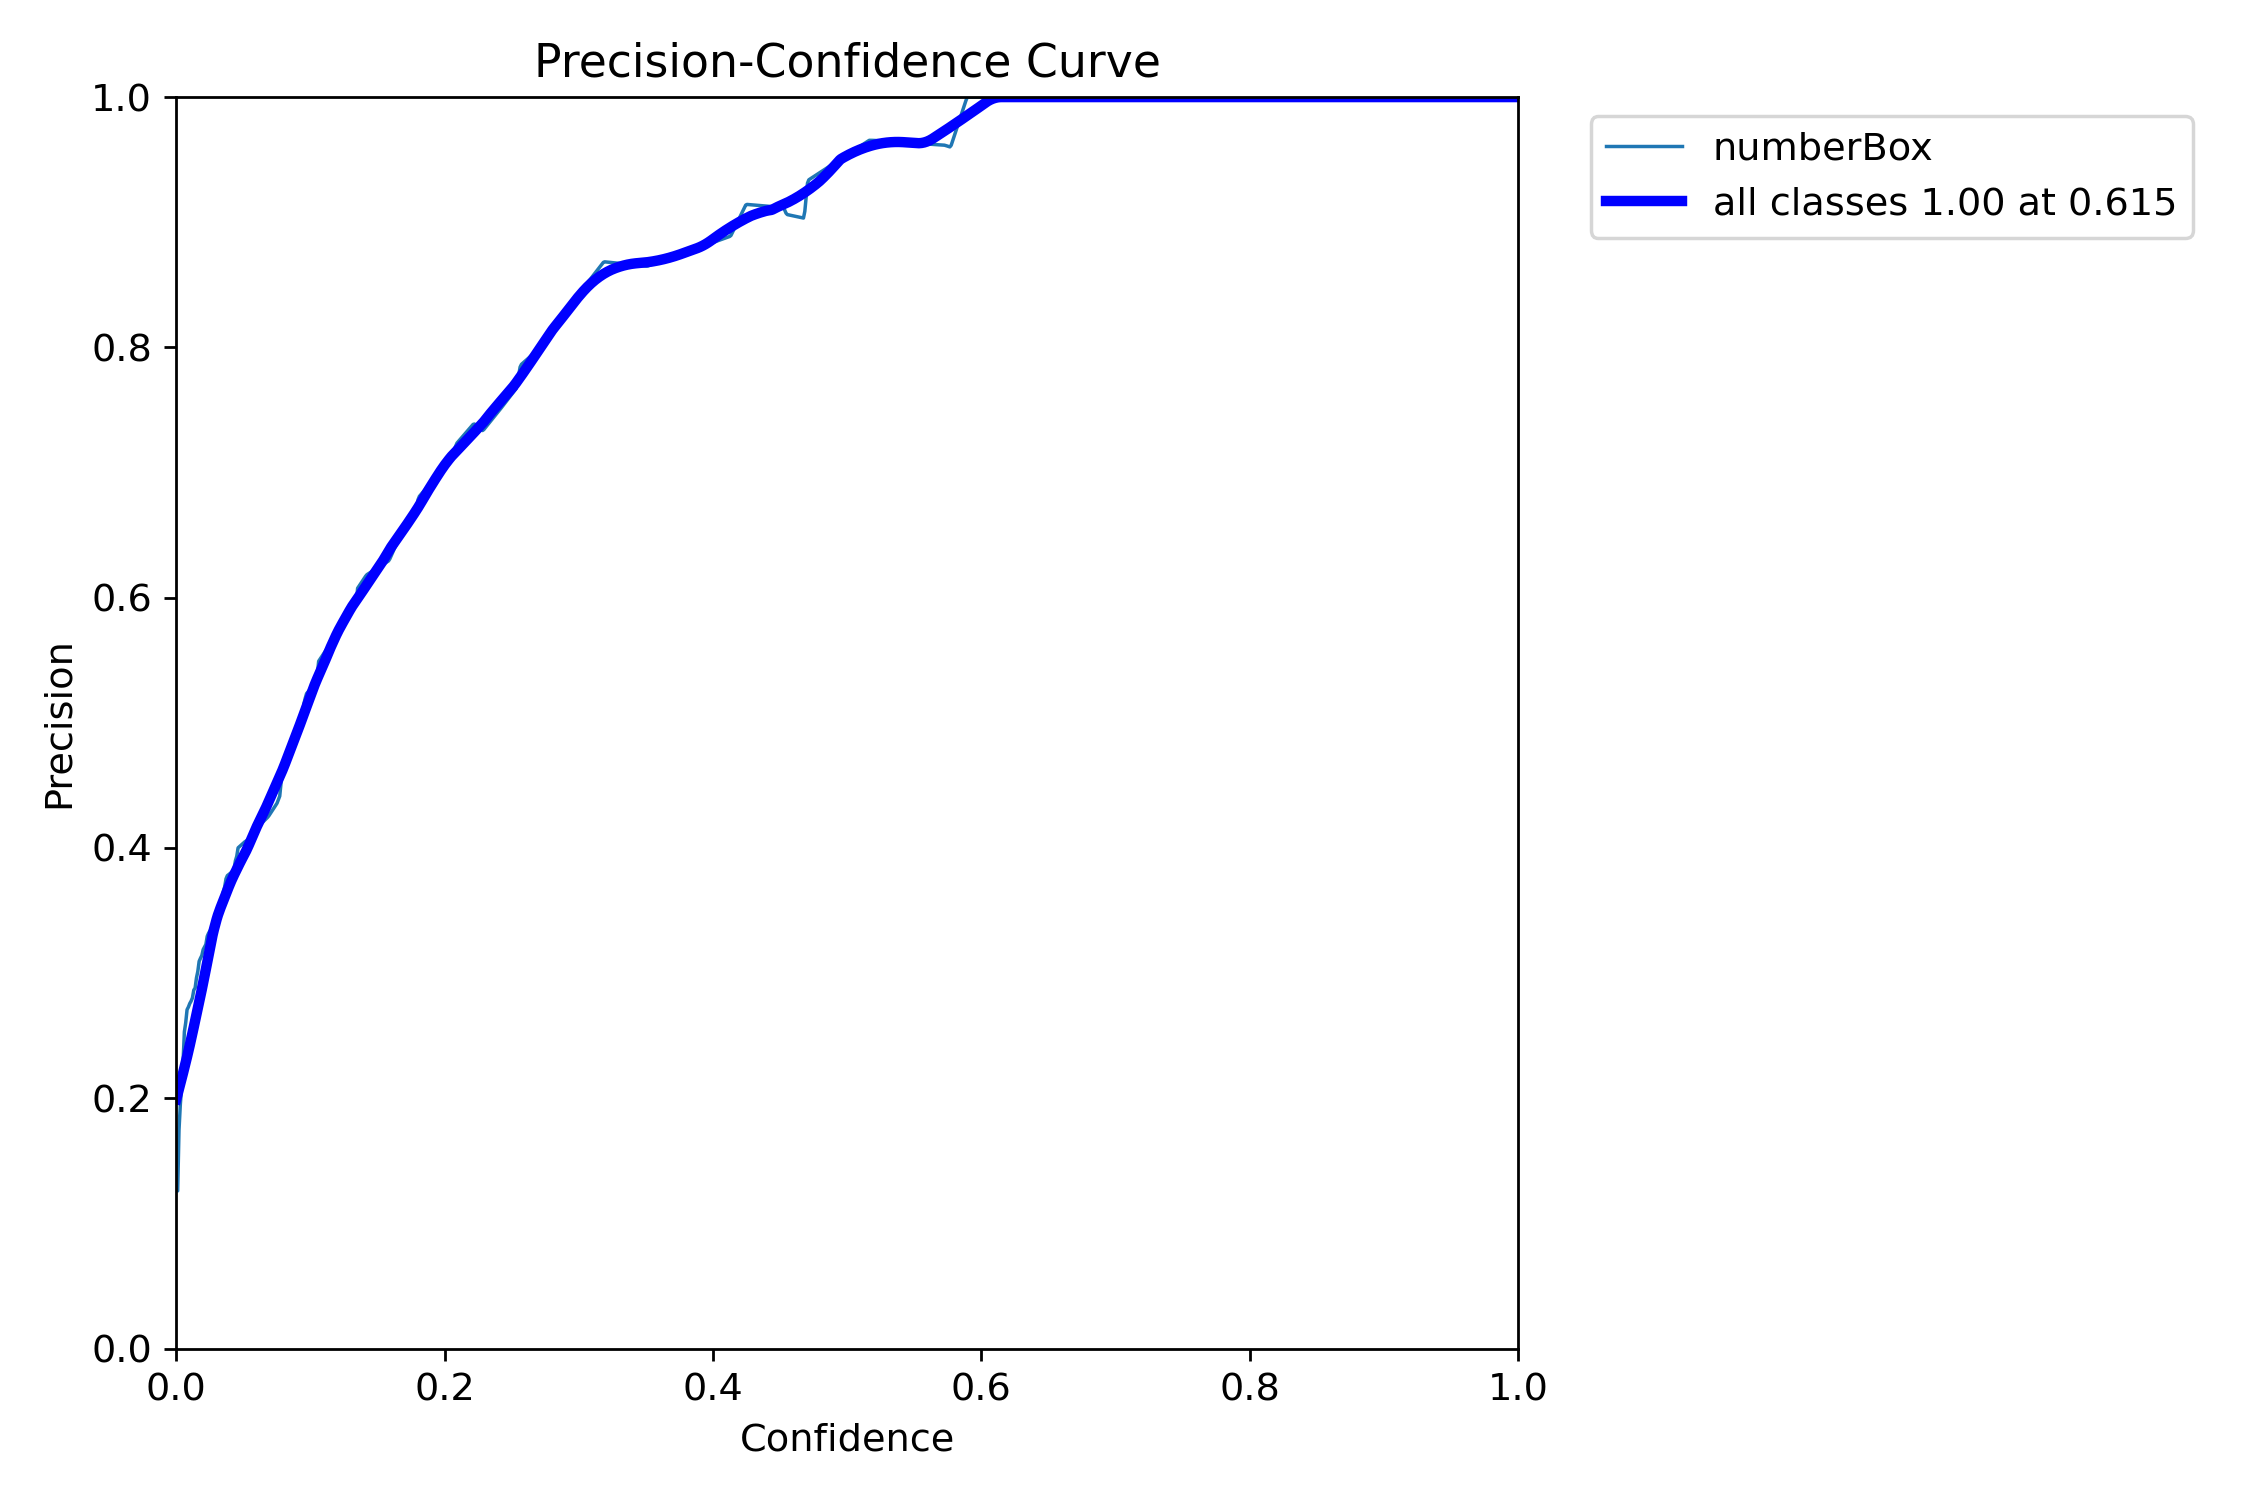 Precision-Confidence Curve
1.0
0.8
0.6
0.4
0.2
0.0
Precision
0.0 0.2 0.4 0.6 0.8 1.0
Confidence
numberBox
all classes 1.00 at 0.615